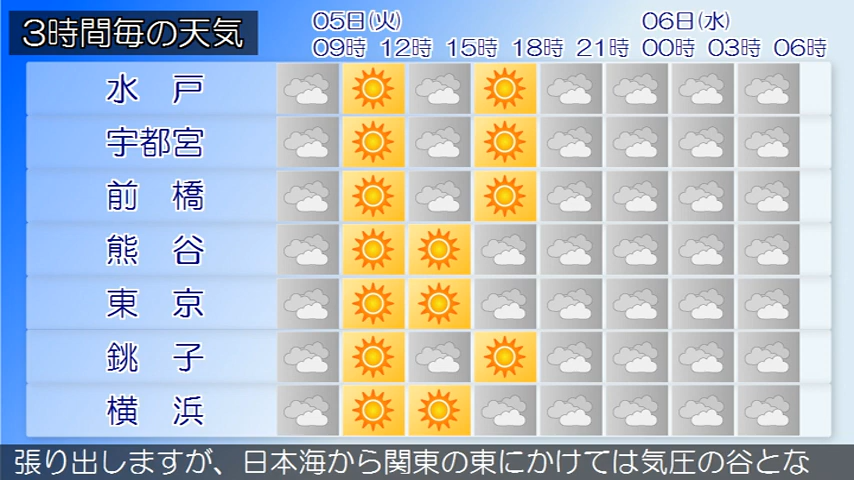 3時間毎の天気
05日(火) 06日(水)
09時 12時 15時 18時 21時 00時 03時 06時
水 戸
宇都宮
前 橋
熊 谷
東 京
銚 子
横 浜
張り出しますが、日本海から関東の東にかけては気圧の谷とな